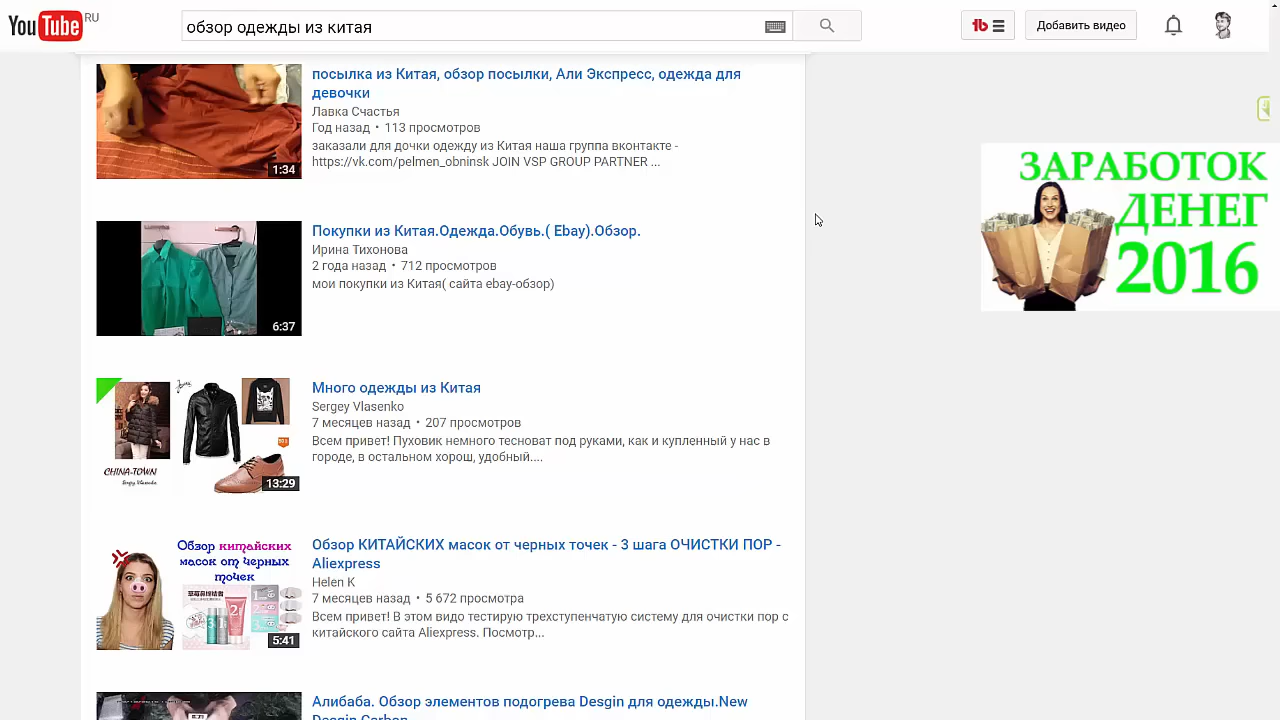 YouTube RU
обзор одежды из китая
Добавить видео
посылка из Китая, обзор посылки, Али Экспресс, одежда для
девочки
Лавка Счастья
Год назад • 113 просмотров
заказали для дочки одежду из Китая наша группа вконтакте -
https://vk.com/pelmen_obninsk JOiN VSP GROUP PARTNER ...
1:34
ЗАРАБОТОК
ДЕНЕГ
2016
Покупки из Китая.Одежда.Обувь.( Ebay).Обзор.
Ирина Тихонова
2 года назад • 712 просмотров
мои покупки из Китая( сайта ebay-обзор)
6:37
Много одежды из Китая
Sergey Vlasenko
7 месяцев назад • 207 просмотров
Всем привет! Пуховик немного тесноват под руками, как и купленный у нас в
городе, в остальном хорош, удобный....
CHINA-TOWN
Sergey Vlasenko
13:29
Обзор китайских
масок от черных
точек
5:41
Обзор КИТАЙСКИХ масок от черных точек - 3 шага ОЧИСТКИ ПОР -
Aliexpress
Helen K
7 месяцев назад • 5 672 просмотра
Всем привет! В этом видо тестирую трехступенчатую систему для очистки пор с
китайского сайта Aliexpress. Посмотр...
Алибаба. Обзор элементов подогрева Desgin для одежды.New
Desgin Carbon